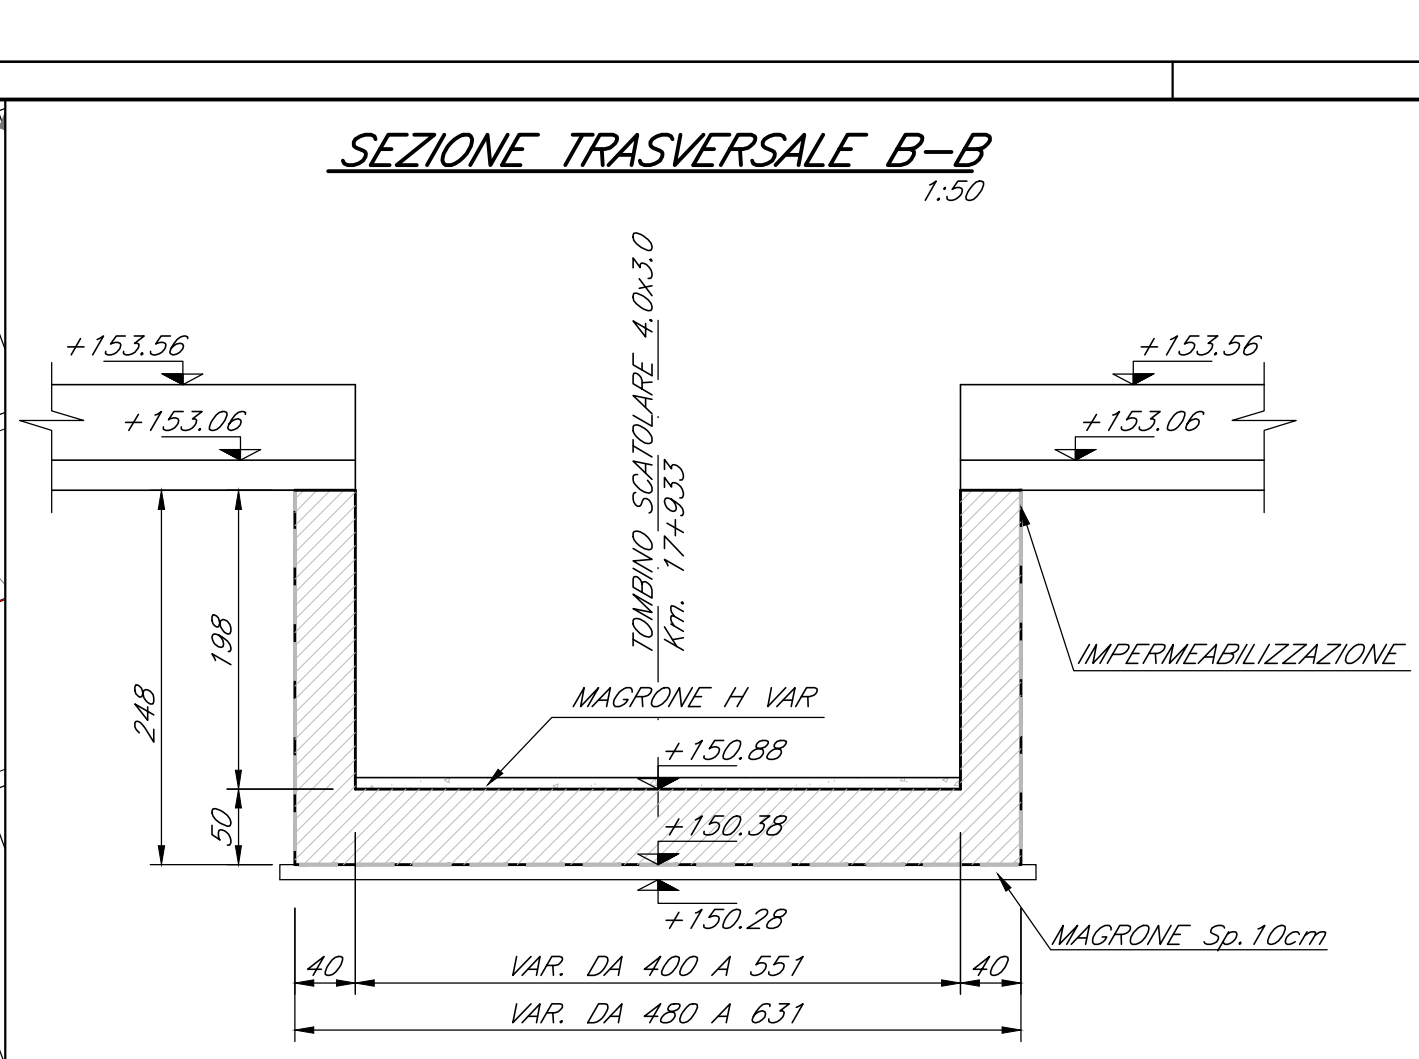 SEZIONE TRASVERSALE B-B
1:50
TOMBINO SCATOLARE 4.0x3.0
Km. 17+933
+153.56
+153.56
+153.06
+153.06
198
248
50
IMPERMEABILIZZAZIONE
MAGRONE H VAR
+150.88
+150.38
+150.28
MAGRONE Sp.10cm
40
VAR. DA 400 A 551
40
VAR. DA 480 A 631